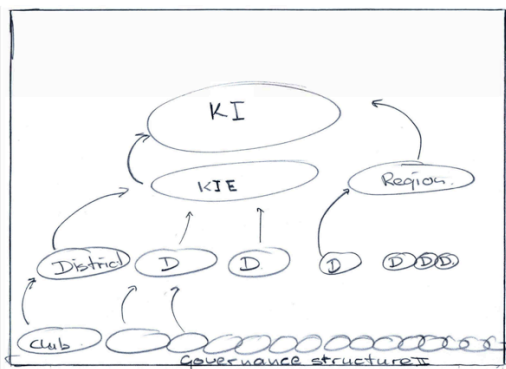 KI
KIE
Region.
District D D D D D D
Club
Governance structure II